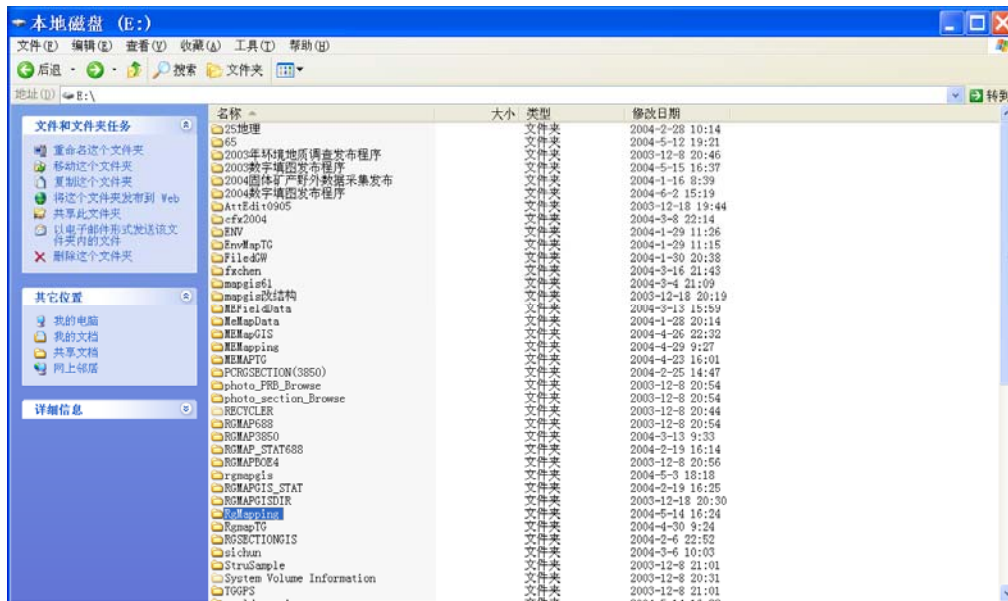 本地磁盘 (E:)
文件(F) 编辑(E) 查看(V) 收藏(A) 工具(T) 帮助(H)
后退 搜索 文件夹
地址(D) E:\ 转到
文件和文件夹任务
重命名这个文件夹
移动这个文件夹
复制这个文件夹
将这个文件夹发布到 Web
共享此文件夹
以电子邮件形式发送该文
件夹内的文件
删除这个文件夹
其它位置
我的电脑
我的文档
共享文档
网上邻居
详细信息
名称 大小 类型 修改日期
25地理 文件夹 2004-2-28 10:14
65 文件夹 2004-5-12 19:21
2003年环境地质调查发布程序 文件夹 2003-12-8 20:46
2003数字填图发布程序 文件夹 2004-5-15 16:37
2004固体矿产野外数据采集发布 文件夹 2004-1-16 8:39
2004数字填图发布程序 文件夹 2004-6-2 15:19
AttEdit0905 文件夹 2003-12-18 19:44
cfx2004 文件夹 2004-3-8 22:14
ENV 文件夹 2004-1-29 11:26
EnvMapTG 文件夹 2004-1-29 11:15
FiledGW 文件夹 2004-1-30 20:38
fxchen 文件夹 2004-3-16 21:43
mapgis61 文件夹 2004-3-4 21:09
mapgis改结构 文件夹 2003-12-18 20:19
MEFieldData 文件夹 2004-3-13 15:59
MeMapData 文件夹 2004-1-28 20:14
MEMapGIS 文件夹 2004-4-26 22:32
MEMapping 文件夹 2004-4-29 9:27
MEMAPTG 文件夹 2004-4-23 16:01
PCRGSECTION(3850) 文件夹 2004-2-25 14:47
photo_PRB_Browse 文件夹 2003-12-8 20:54
photo_section_Browse 文件夹 2003-12-8 20:54
RECYCLER 文件夹 2003-12-8 20:44
RGMAP688 文件夹 2003-12-8 20:54
RGMAP3850 文件夹 2004-3-13 9:33
RGMAP_STAT688 文件夹 2004-2-19 16:14
RGMAPBOE4 文件夹 2003-12-8 20:56
rgmapgis 文件夹 2004-5-3 18:18
RGMAPGIS_STAT 文件夹 2004-2-19 16:25
RGMAPGISDIR 文件夹 2003-12-18 20:30
RgMapping 文件夹 2004-5-14 16:24
RgmapTG 文件夹 2004-4-30 9:24
RGSECTIONGIS 文件夹 2004-2-6 22:52
sichun 文件夹 2004-3-6 10:03
StruSample 文件夹 2003-12-8 21:01
System Volume Information 文件夹 2003-12-8 20:31
TGGPS 文件夹 2003-12-8 21:01